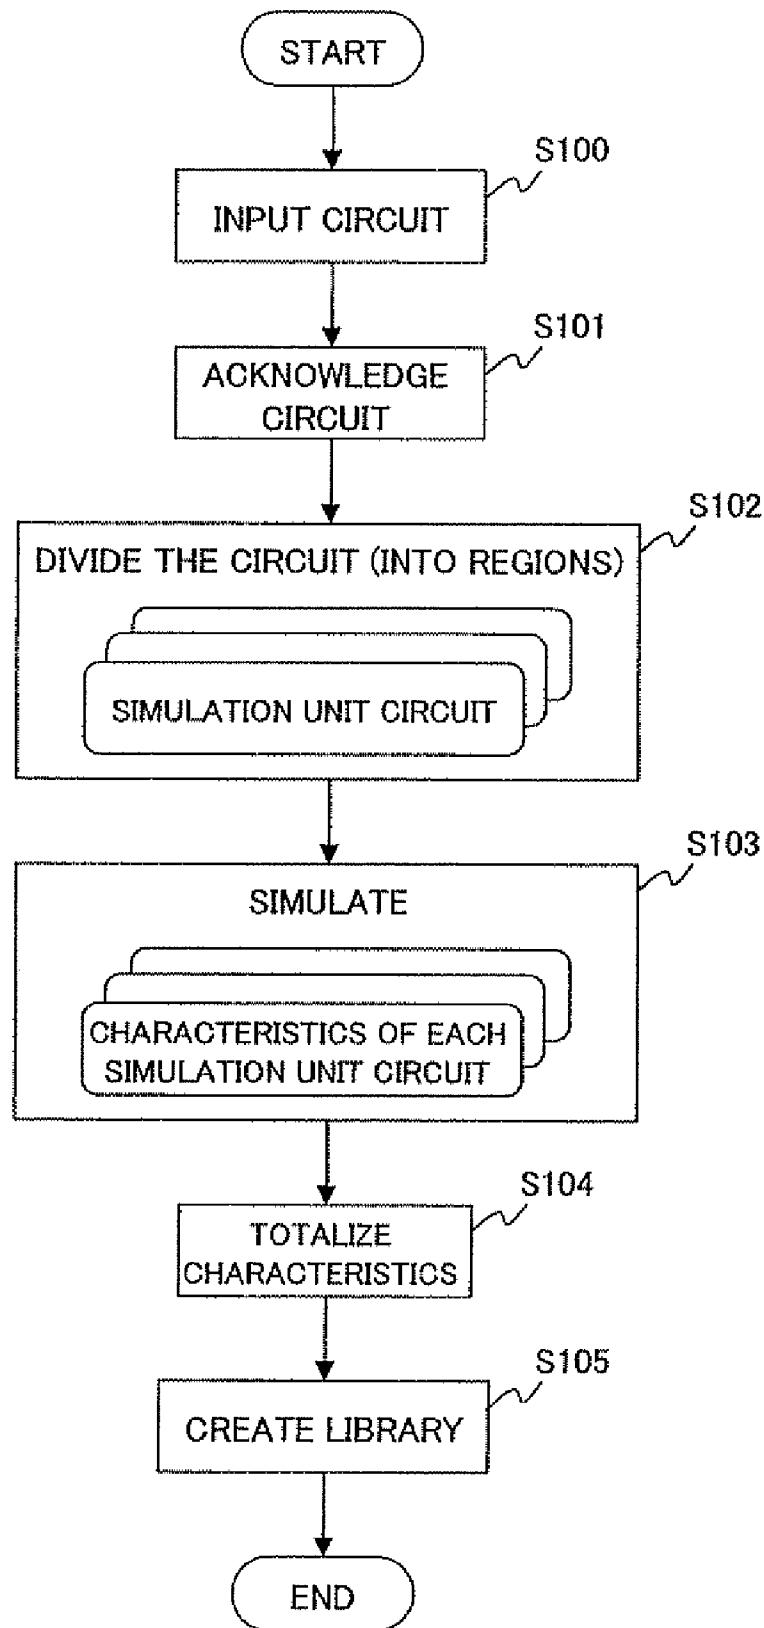 START
S100
INPUT CIRCUIT
S101
ACKNOWLEDGE
CIRCUIT
S102
DIVIDE THE CIRCUIT (INTO REGIONS)
SIMULATION UNIT CIRCUIT
S103
SIMULATE
CHARACTERISTICS OF EACH
SIMULATION UNIT CIRCUIT
S104
TOTALIZE
CHARACTERISTICS
S105
CREATE LIBRARY
END